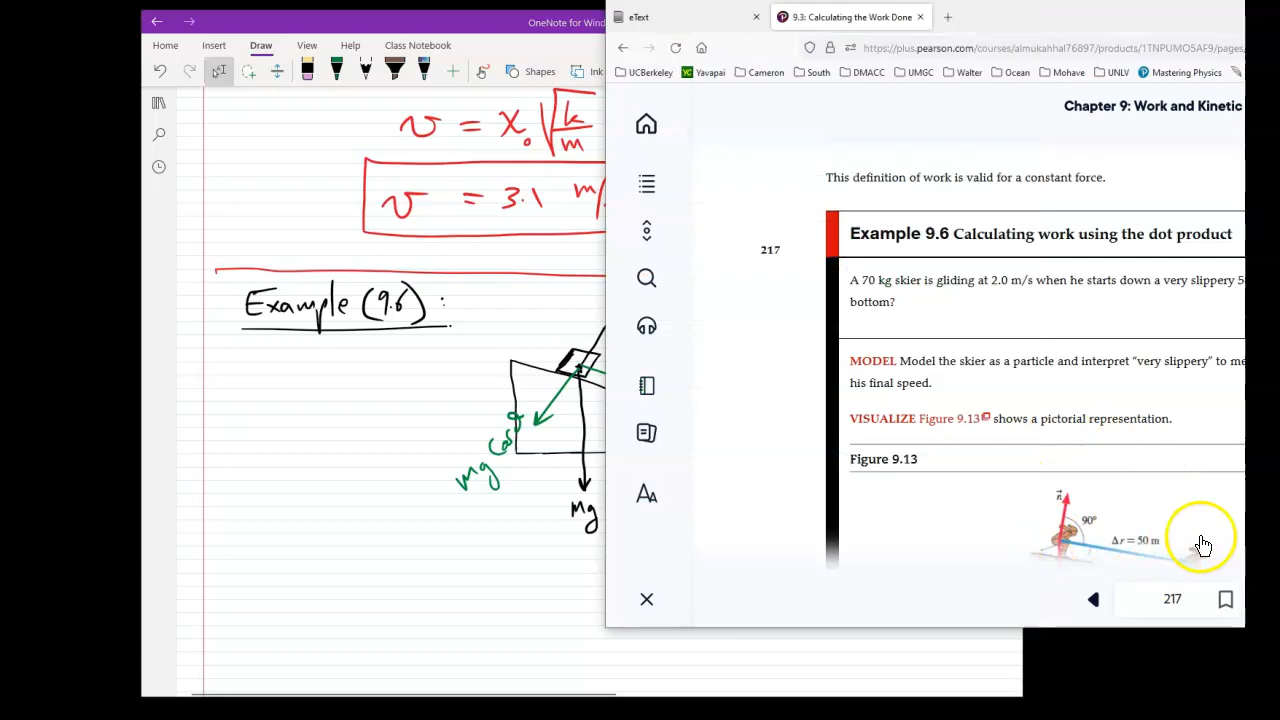 OneNote for Wind
Home Insert Draw View Help Class Notebook
Shapes Ink
v = x₀ √k/m
v = 3.1 m/
Example (9.6) :
mg cos θ
mg
eText
9.3: Calculating the Work Done
https://plus.pearson.com/courses/almukahhal76897/products/1TNPUMO5AF9/pages,
UCBerkeley Yavapai Cameron South DMACC UMGC Walter Ocean Mohave UNLV Mastering Physics
Chapter 9: Work and Kinetic
This definition of work is valid for a constant force.
217
Example 9.6 Calculating work using the dot product
A 70 kg skier is gliding at 2.0 m/s when he starts down a very slippery 5
bottom?
MODEL Model the skier as a particle and interpret “very slippery” to me
his final speed.
VISUALIZE Figure 9.13 shows a pictorial representation.
Figure 9.13
n
90°
Δr = 50 m
217